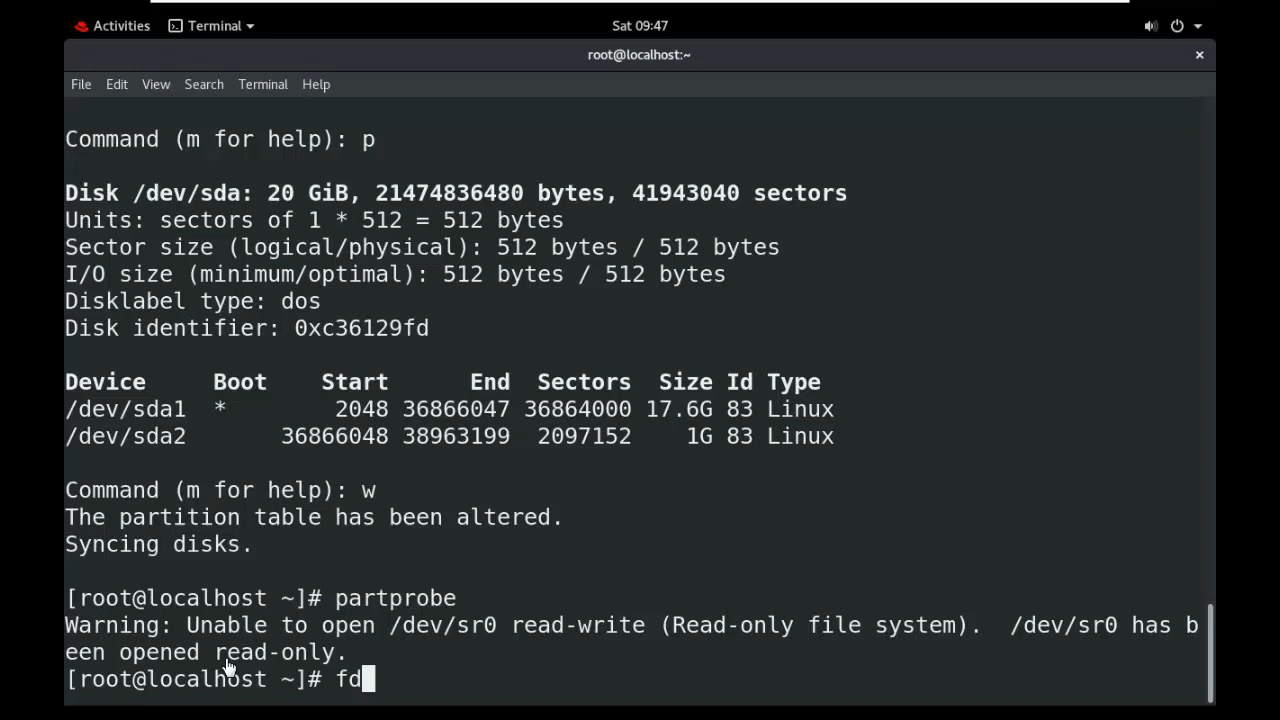 Activities Terminal Sat 09:47
root@localhost:~ ×
File Edit View Search Terminal Help
Command (m for help): p
Disk /dev/sda: 20 GiB, 21474836480 bytes, 41943040 sectors
Units: sectors of 1 * 512 = 512 bytes
Sector size (logical/physical): 512 bytes / 512 bytes
I/O size (minimum/optimal): 512 bytes / 512 bytes
Disklabel type: dos
Disk identifier: 0xc36129fd
Device Boot Start End Sectors Size Id Type
/dev/sda1 * 2048 36866047 36864000 17.6G 83 Linux
/dev/sda2 36866048 38963199 2097152 1G 83 Linux
Command (m for help): w
The partition table has been altered.
Syncing disks.
[root@localhost ~]# partprobe
Warning: Unable to open /dev/sr0 read-write (Read-only file system). /dev/sr0 has b
een opened read-only.
[root@localhost ~]# fd